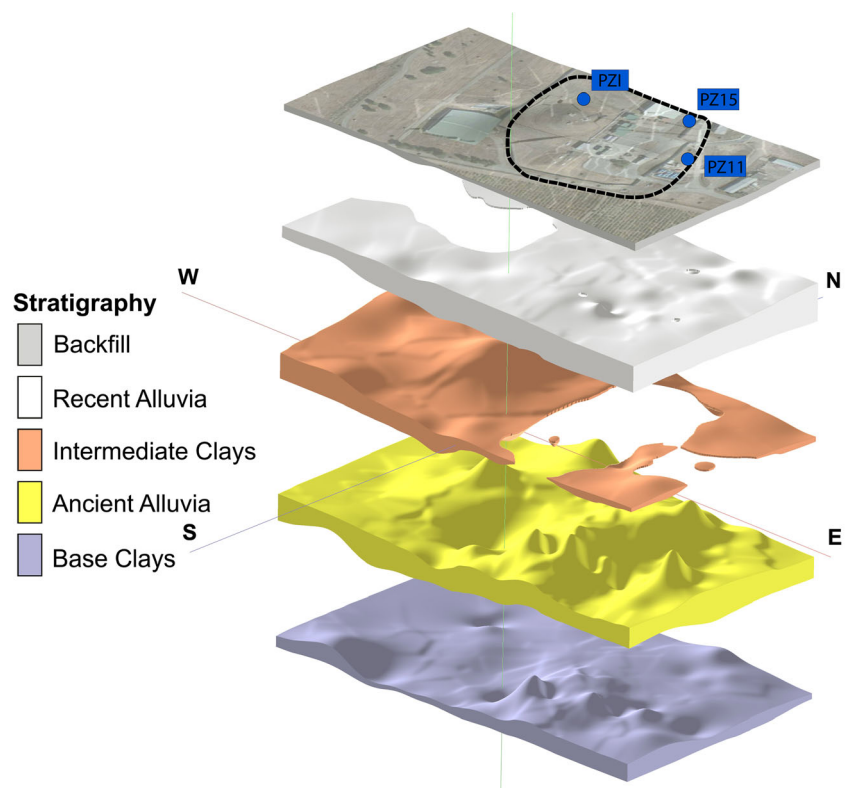 PZI
PZ15
PZ11
W
N
Stratigraphy
Backfill
Recent Alluvia
Intermediate Clays
Ancient Alluvia
S
E
Base Clays